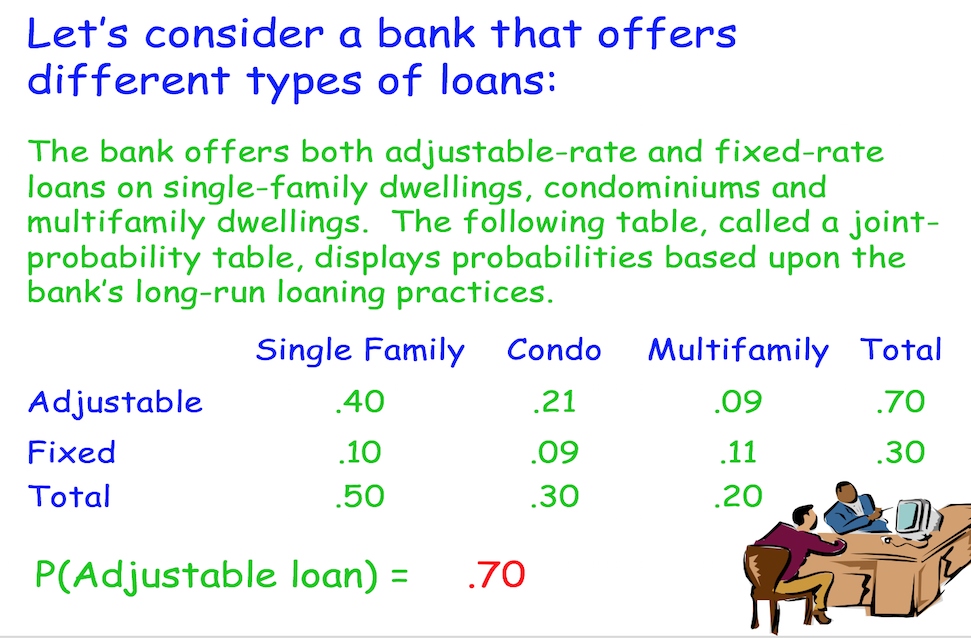 Let's consider a bank that offers
different types of loans:
The bank offers both adjustable-rate and fixed-rate
loans on single-family dwellings, condominiums and
multifamily dwellings.  The following table, called a joint-
probability table, displays probabilities based upon the
bank's long-run loaning practices.
Single Family Condo Multifamily Total
Adjustable .40 .21 .09 .70
Fixed .10 .09 .11 .30
Total .50 .30 .20
P(Adjustable loan) = .70